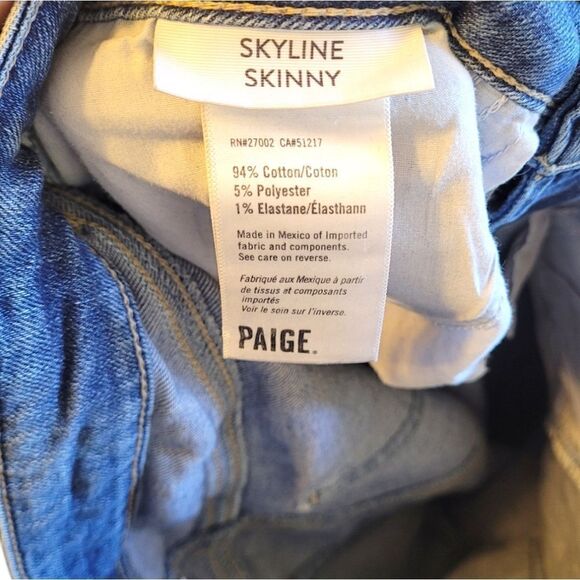 SKYLINE
SKINNY
RN#27002 CA#51217
94% Cotton/Coton
5% Polyester
1% Elastane/Élasthann
Made in Mexico of Imported
fabric and components.
See care on reverse.
Fabriqué aux Mexique à partir
de tissus et composants
importés
Voir le soin sur l'inverse.
PAIGE.